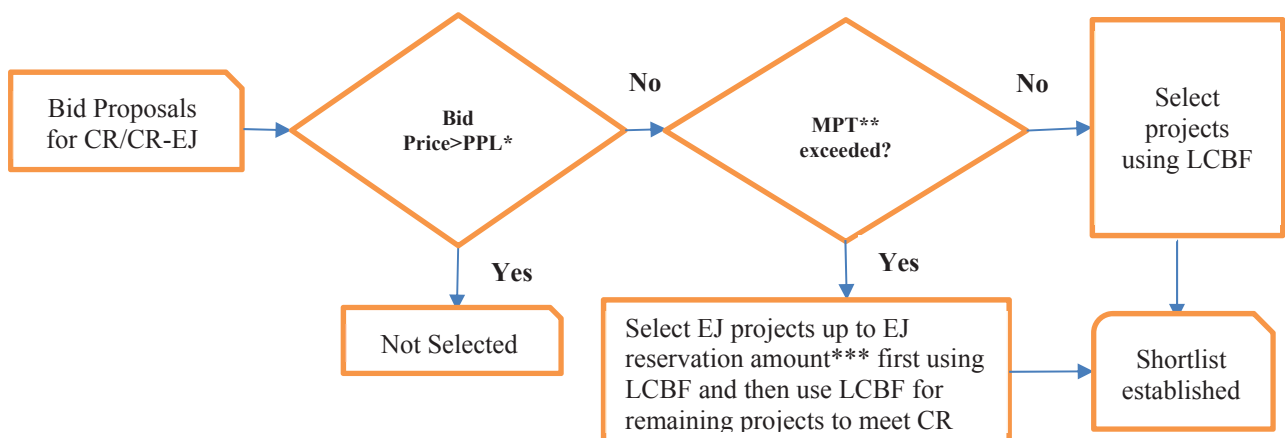 Bid Proposals
for CR/CR-EJ
Bid
Price>PPL*
No
MPT**
exceeded?
No
Select
projects
using LCBF
Yes
Not Selected
Yes
Select EJ projects up to EJ
reservation amount*** first using
LCBF and then use LCBF for
remaining projects to meet CR
Shortlist
established